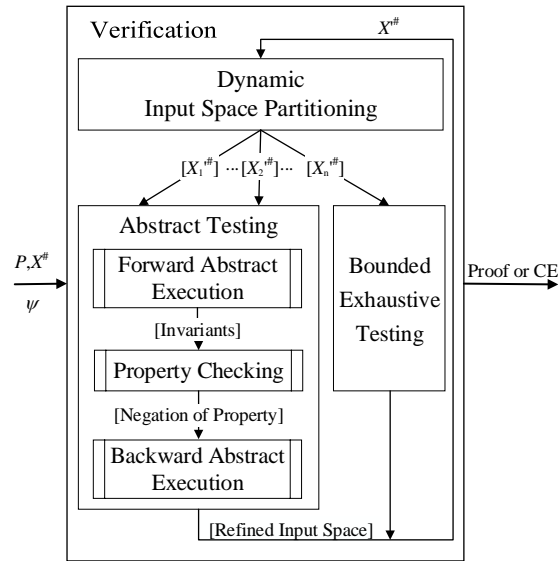 Verification
X'#
Dynamic
Input Space Partitioning
[X₁'#] ··· [X₂'#] ··· [Xₙ'#]
Abstract Testing
Forward Abstract
Execution
[Invariants]
Property Checking
[Negation of Property]
Backward Abstract
Execution
[Refined Input Space]
Bounded
Exhaustive
Testing
P,X#
ψ
Proof or CE